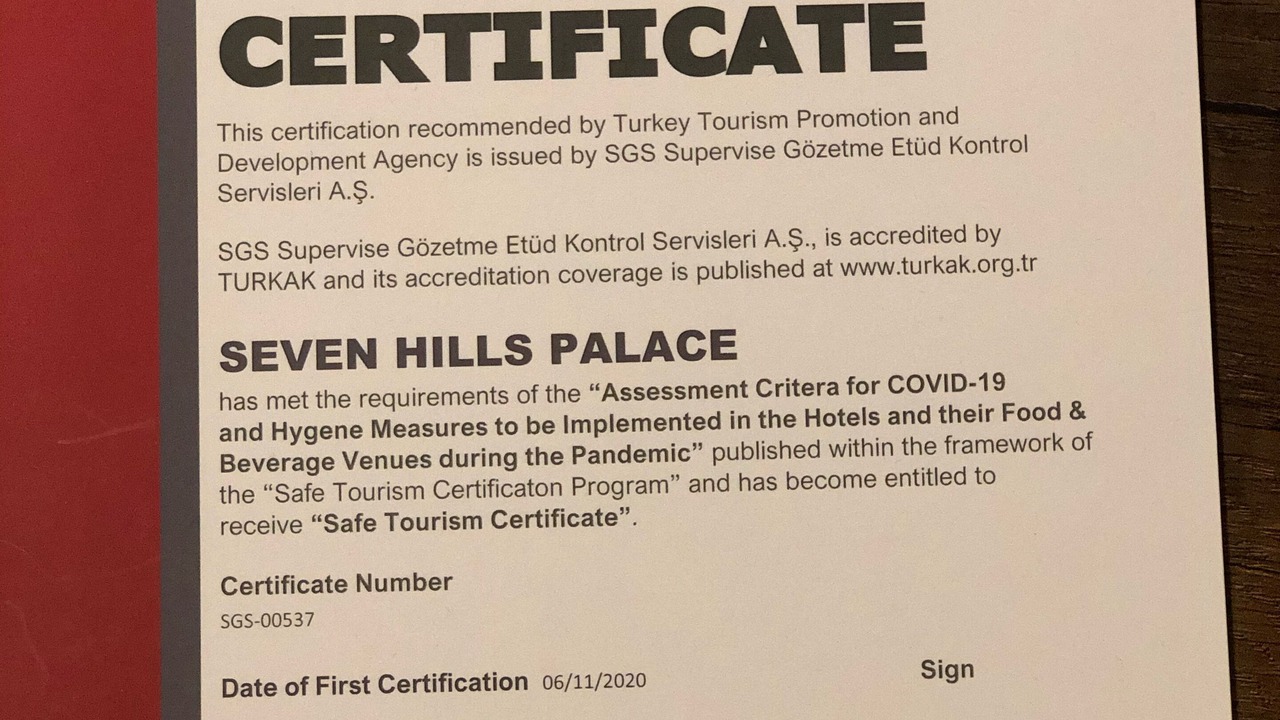 CERTIFICATE
This certification recommended by Turkey Tourism Promotion and
Development Agency is issued by SGS Supervise Gözetme Etüd Kontrol
Servisleri A.Ş.
SGS Supervise Gözetme Etüd Kontrol Servisleri A.Ş., is accredited by
TURKAK and its accreditation coverage is published at www.turkak.org.tr
SEVEN HILLS PALACE
has met the requirements of the “Assessment Critera for COVID-19
and Hygene Measures to be Implemented in the Hotels and their Food &
Beverage Venues during the Pandemic” published within the framework of
the “Safe Tourism Certificaton Program” and has become entitled to
receive “Safe Tourism Certificate”.
Certificate Number
SGS-00537
Date of First Certification 06/11/2020
Sign